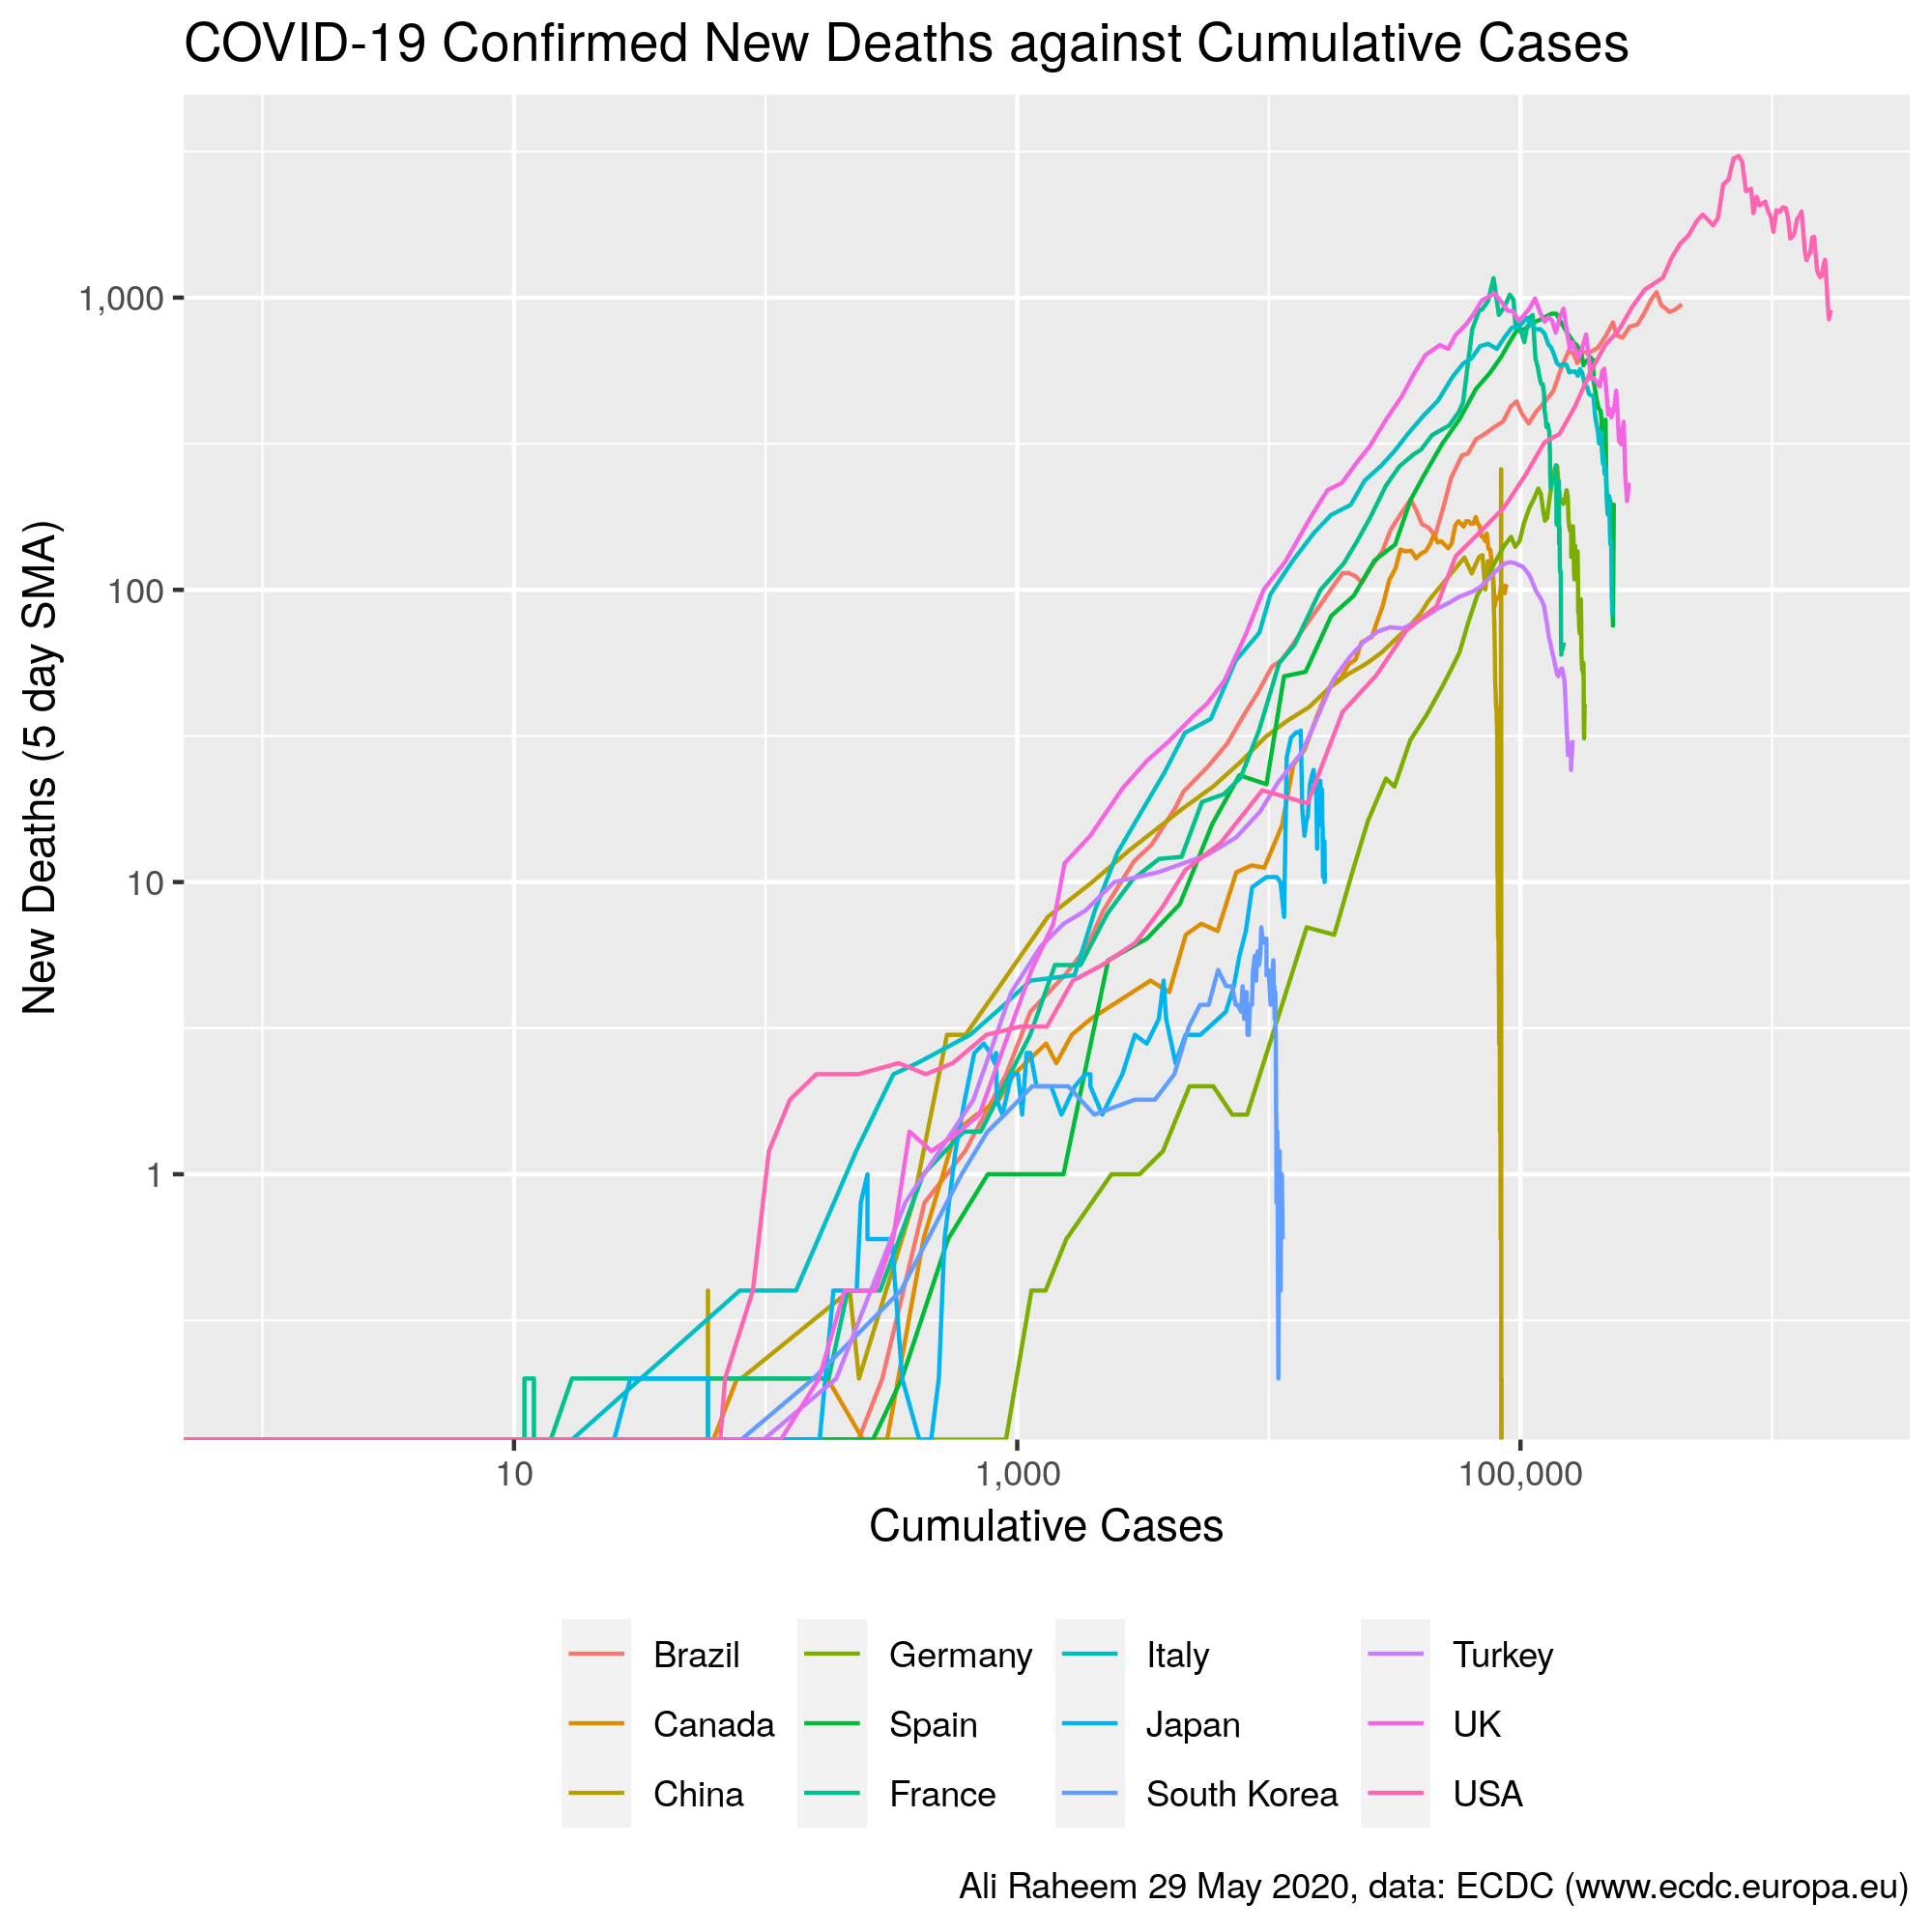 COVID-19 Confirmed New Deaths against Cumulative Cases
New Deaths (5 day SMA)
1,000
100
10
1
10 1,000 100,000
Cumulative Cases
Brazil Germany Italy Turkey
Canada Spain Japan UK
China France South Korea USA
Ali Raheem 29 May 2020, data: ECDC (www.ecdc.europa.eu)